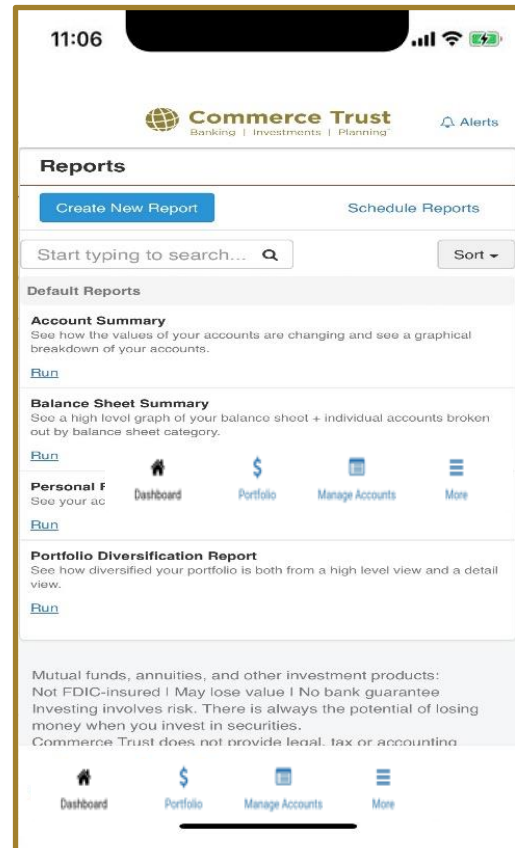 11:06
Commerce Trust
Banking | Investments | Planning
Alerts
Reports
Create New Report
Schedule Reports
Start typing to search...
Sort
Default Reports
Account Summary
See how the values of your accounts are changing and see a graphical
breakdown of your accounts.
Run
Balance Sheet Summary
See a high level graph of your balance sheet + individual accounts broken
out by balance sheet category.
Run
Dashboard Portfolio Manage Accounts More
Personal
See your ac
Run
Portfolio Diversification Report
See how diversified your portfolio is both from a high level view and a detail
view.
Run
Mutual funds, annuities, and other investment products:
Not FDIC-insured | May lose value | No bank guarantee
Investing involves risk. There is always the potential of losing
money when you invest in securities.
Commerce Trust does not provide legal, tax or accounting
Dashboard Portfolio Manage Accounts More